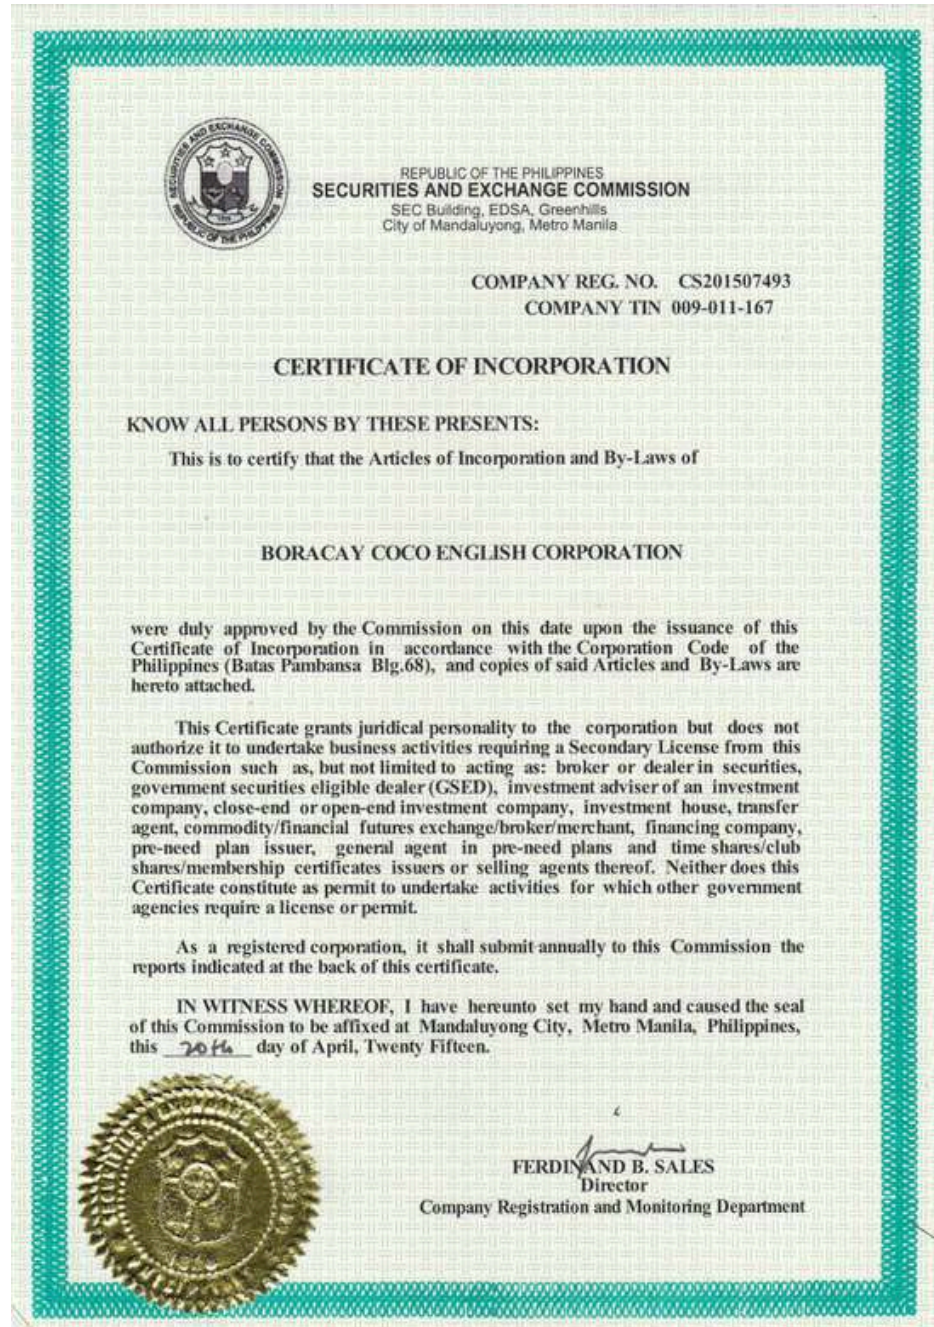 SECURITIES AND EXCHANGE COMMISSION
REPUBLIC OF THE PHILIPPINES
REPUBLIC OF THE PHILIPPINES
SECURITIES AND EXCHANGE COMMISSION
SEC Building, EDSA, Greenhills
City of Mandaluyong, Metro Manila
COMPANY REG. NO. CS201507493
COMPANY TIN 009-011-167
CERTIFICATE OF INCORPORATION
KNOW ALL PERSONS BY THESE PRESENTS:
This is to certify that the Articles of Incorporation and By-Laws of
BORACAY COCO ENGLISH CORPORATION
were duly approved by the Commission on this date upon the issuance of this
Certificate of Incorporation in accordance with the Corporation Code of the
Philippines (Batas Pambansa Blg.68), and copies of said Articles and By-Laws are
hereto attached.
This Certificate grants juridical personality to the corporation but does not
authorize it to undertake business activities requiring a Secondary License from this
Commission such as, but not limited to acting as: broker or dealer in securities,
government securities eligible dealer (GSED), investment adviser of an investment
company, close-end or open-end investment company, investment house, transfer
agent, commodity/financial futures exchange/broker/merchant, financing company,
pre-need plan issuer, general agent in pre-need plans and time shares/club
shares/membership certificates issuers or selling agents thereof. Neither does this
Certificate constitute as permit to undertake activities for which other government
agencies require a license or permit.
As a registered corporation, it shall submit annually to this Commission the
reports indicated at the back of this certificate.
IN WITNESS WHEREOF, I have hereunto set my hand and caused the seal
of this Commission to be affixed at Mandaluyong City, Metro Manila, Philippines,
this 20th day of April, Twenty Fifteen.
FERDINAND B. SALES
Director
Company Registration and Monitoring Department